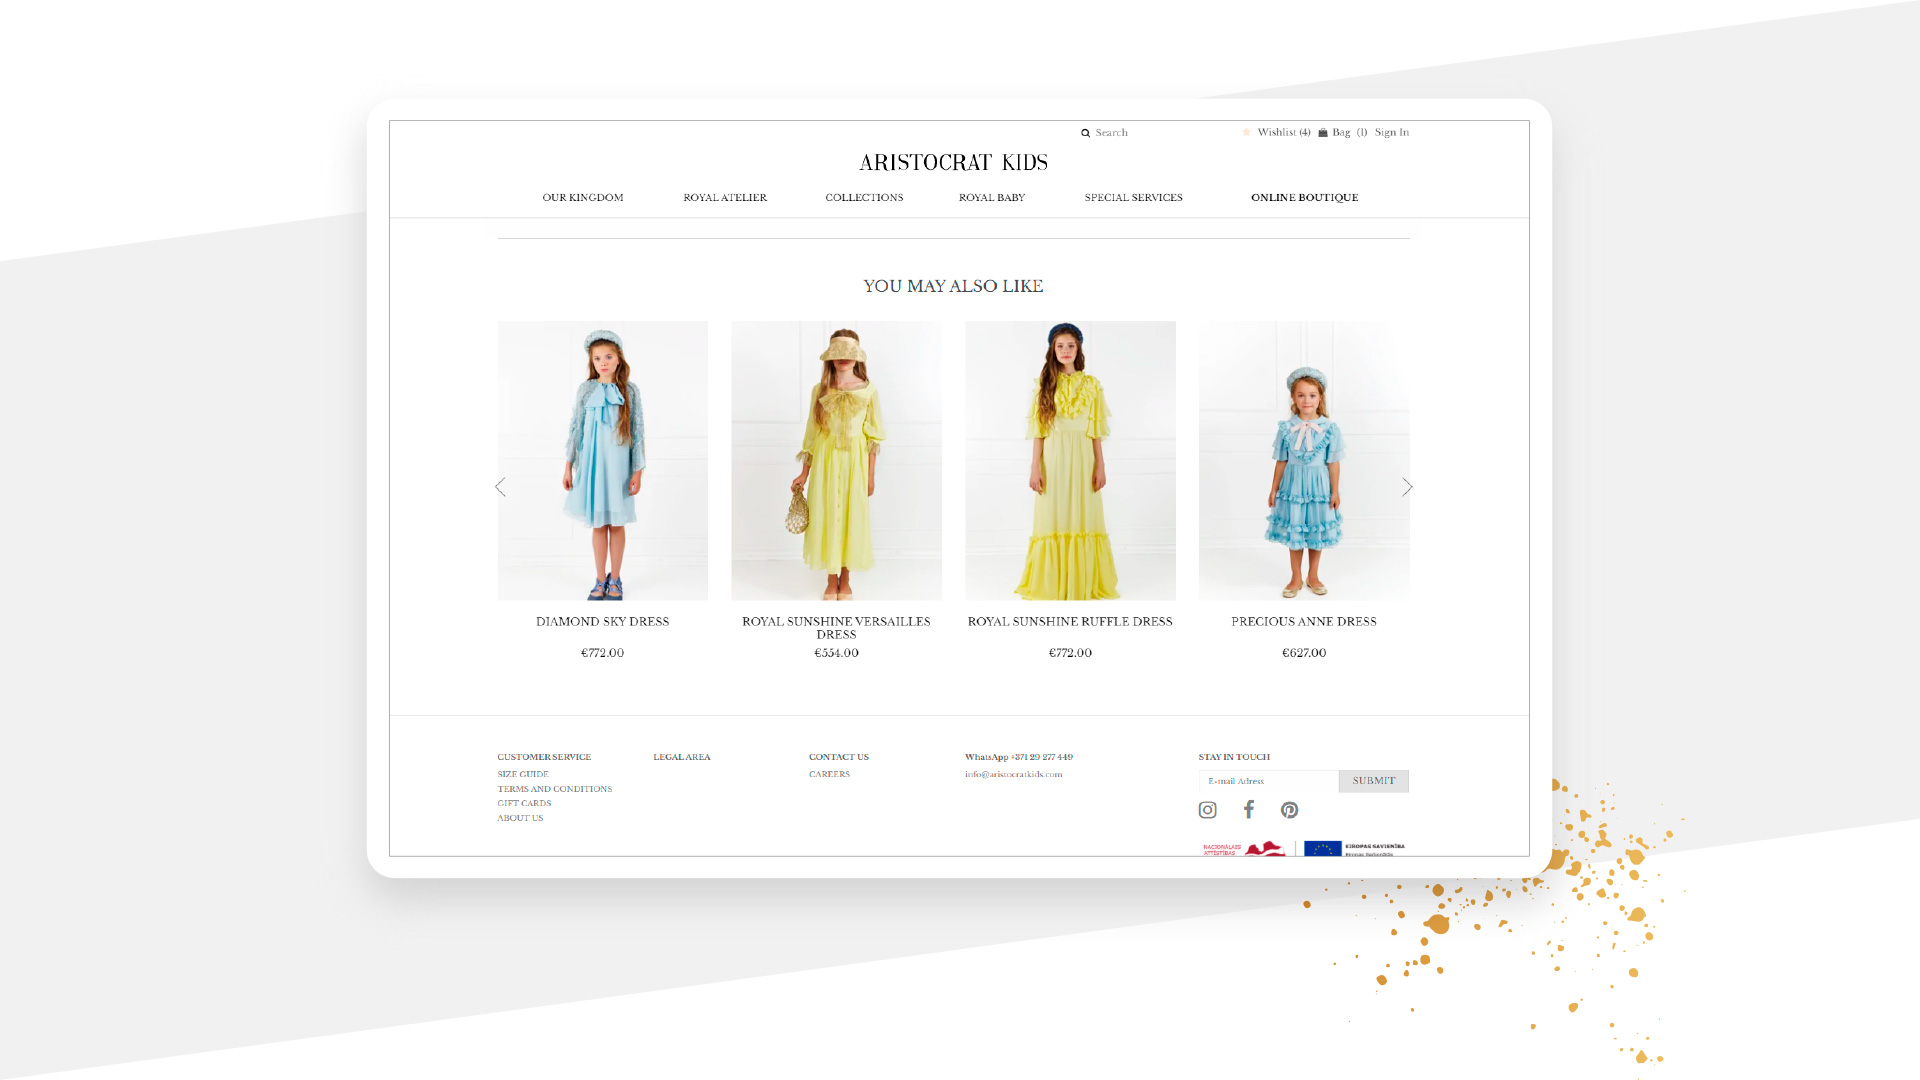 Search
Wishlist (4) Bag (1) Sign In
ARISTOCRAT KIDS
OUR KINGDOM ROYAL ATELIER COLLECTIONS ROYAL BABY SPECIAL SERVICES ONLINE BOUTIQUE
YOU MAY ALSO LIKE
DIAMOND SKY DRESS
€772.00
ROYAL SUNSHINE VERSAILLES
DRESS
€554.00
ROYAL SUNSHINE RUFFLE DRESS
€772.00
PRECIOUS ANNE DRESS
€627.00
CUSTOMER SERVICE
SIZE GUIDE
TERMS AND CONDITIONS
GIFT CARDS
ABOUT US
LEGAL AREA
CONTACT US
CAREERS
WhatsApp +371 29 277 449
info@aristocratkids.com
STAY IN TOUCH
E-mail Adress
SUBMIT
NACIONĀLAIS
ATTĪSTĪBAS
EIROPAS SAVIENĪBA